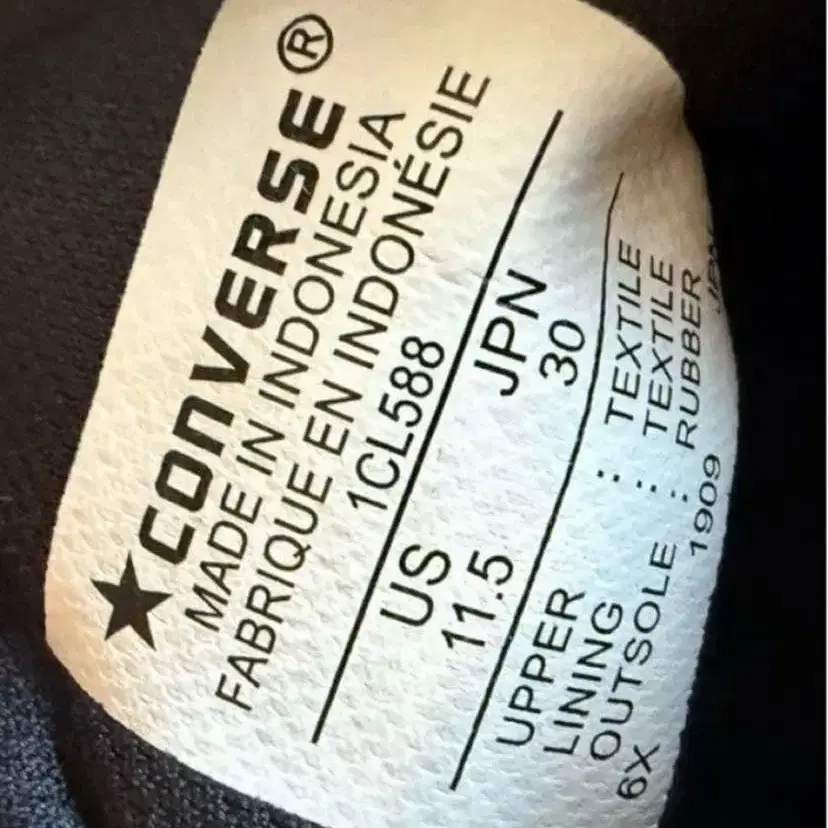 ★CONVERSE®
MADE IN INDONESIA
FABRIQUE EN INDONÉSIE
1CL588
US JPN
11.5 30
UPPER : TEXTILE
LINING : TEXTILE
OUTSOLE : RUBBER
6X 1909 JPN